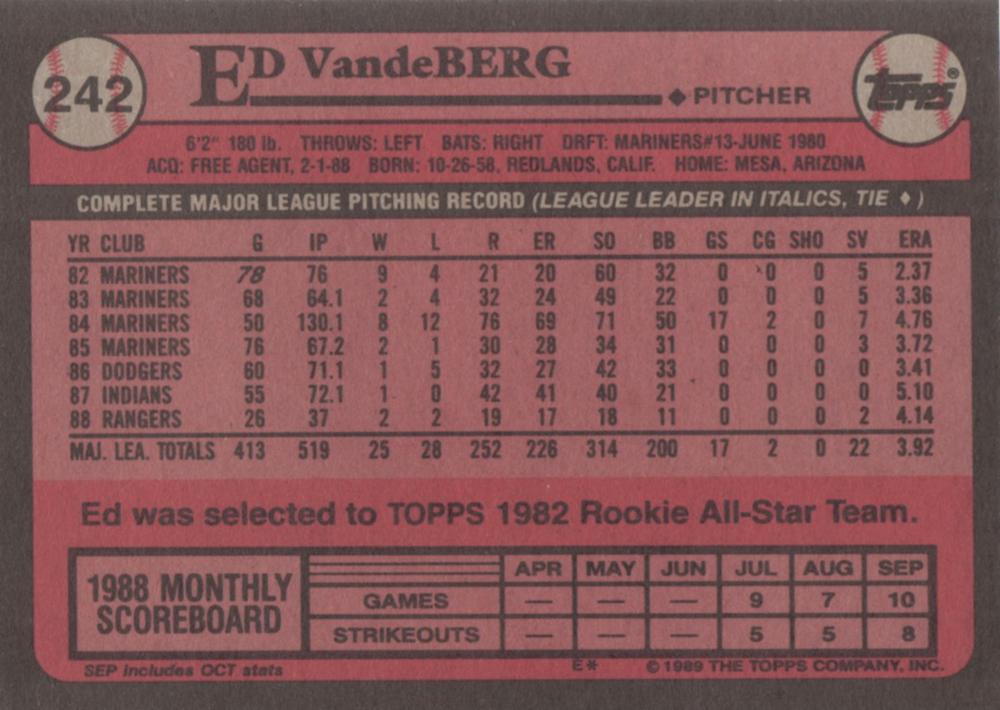 242
ED VandeBERG
◆ PITCHER
TOPPS®
6'2" 180 lb. THROWS: LEFT BATS: RIGHT DRFT: MARINERS#13-JUNE 1980
ACQ: FREE AGENT, 2-1-88 BORN: 10-26-58, REDLANDS, CALIF. HOME: MESA, ARIZONA
COMPLETE MAJOR LEAGUE PITCHING RECORD (LEAGUE LEADER IN ITALICS, TIE ♦)
YR CLUB G IP W L R ER SO BB GS CG SHO SV ERA
82 MARINERS 78 76 9 4 21 20 60 32 0 0 0 5 2.37
83 MARINERS 68 64.1 2 4 32 24 49 22 0 0 0 5 3.36
84 MARINERS 50 130.1 8 12 76 69 71 50 17 2 0 7 4.76
85 MARINERS 76 67.2 2 1 30 28 34 31 0 0 0 3 3.72
86 DODGERS 60 71.1 1 5 32 27 42 33 0 0 0 0 3.41
87 INDIANS 55 72.1 1 0 42 41 40 21 0 0 0 0 5.10
88 RANGERS 26 37 2 2 19 17 18 11 0 0 0 2 4.14
MAJ. LEA. TOTALS 413 519 25 28 252 226 314 200 17 2 0 22 3.92
Ed was selected to TOPPS 1982 Rookie All-Star Team.
1988 MONTHLY
SCOREBOARD
APR MAY JUN JUL AUG SEP
GAMES — — — 9 7 10
STRIKEOUTS — — — 5 5 8
SEP includes OCT stats
E*
© 1989 THE TOPPS COMPANY, INC.